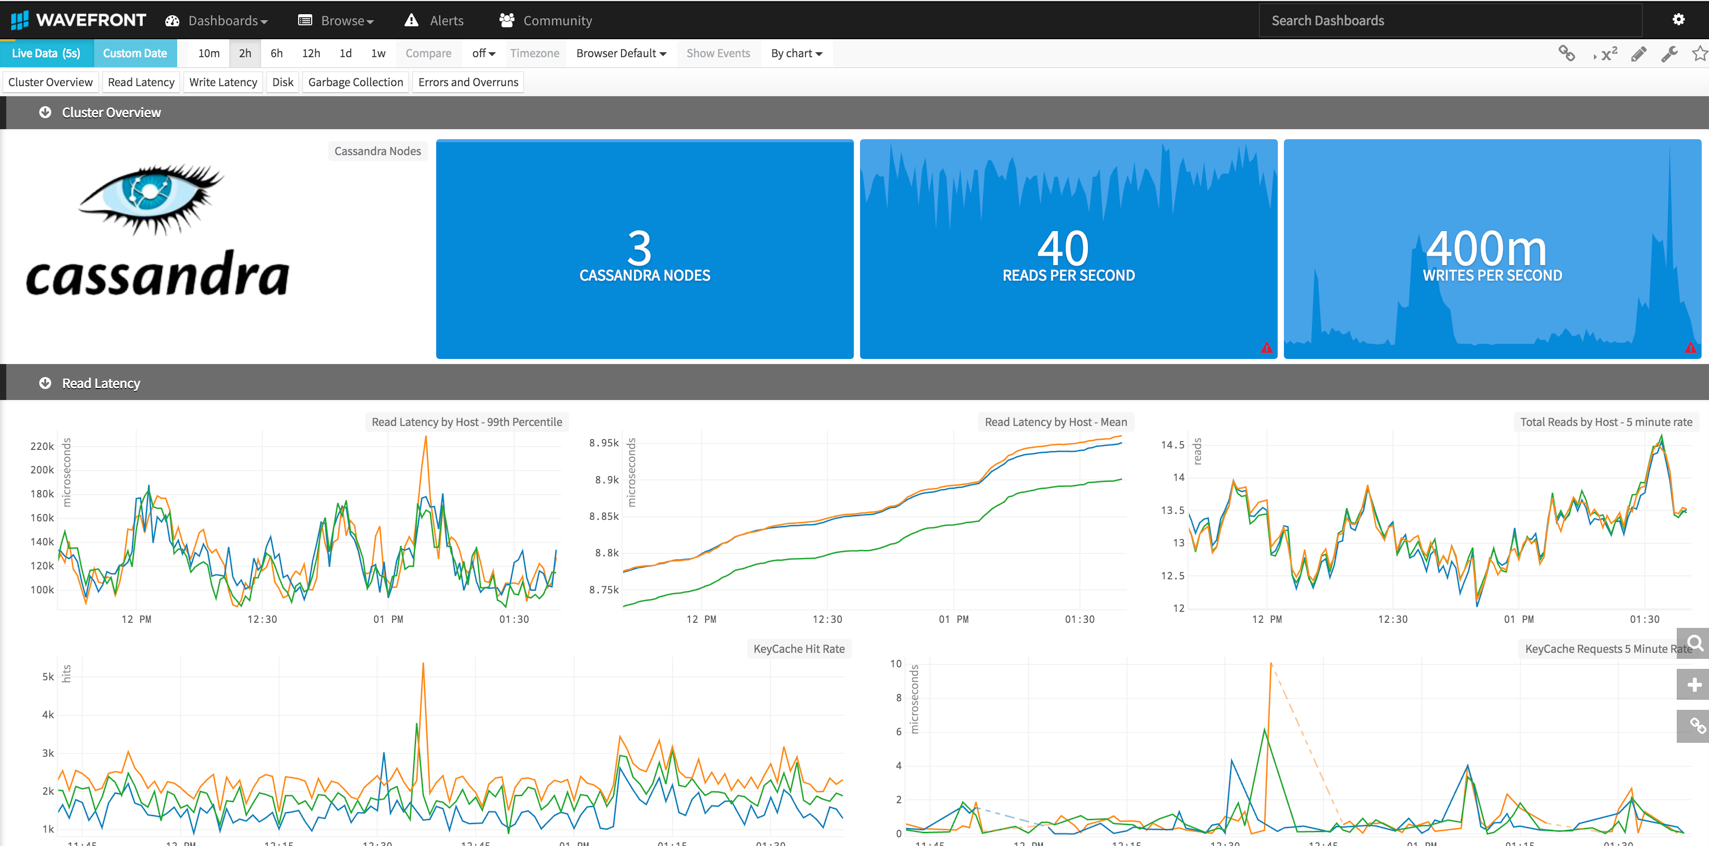 WAVEFRONT Dashboards Browse Alerts Community Search Dashboards
Live Data (5s) Custom Date 10m 2h 6h 12h 1d 1w Compare off Timezone Browser Default Show Events By chart x²
Cluster Overview Read Latency Write Latency Disk Garbage Collection Errors and Overruns
Cluster Overview
Cassandra Nodes
cassandra
3
CASSANDRA NODES
40
READS PER SECOND
400m
WRITES PER SECOND
Read Latency
Read Latency by Host - 99th Percentile
microseconds
220k
200k
180k
160k
140k
120k
100k
12 PM 12:30 01 PM 01:30
Read Latency by Host - Mean
microseconds
8.95k
8.9k
8.85k
8.8k
8.75k
12 PM 12:30 01 PM 01:30
Total Reads by Host - 5 minute rate
reads
14.5
14
13.5
13
12.5
12
12 PM 12:30 01 PM 01:30
KeyCache Hit Rate
hits
5k
4k
3k
2k
1k
11:45 12 PM 12:15 12:30 12:45 01 PM 01:15 01:30
KeyCache Requests 5 Minute Rate
microseconds
10
8
6
4
2
0
11:45 12 PM 12:15 12:30 12:45 01 PM 01:15 01:30